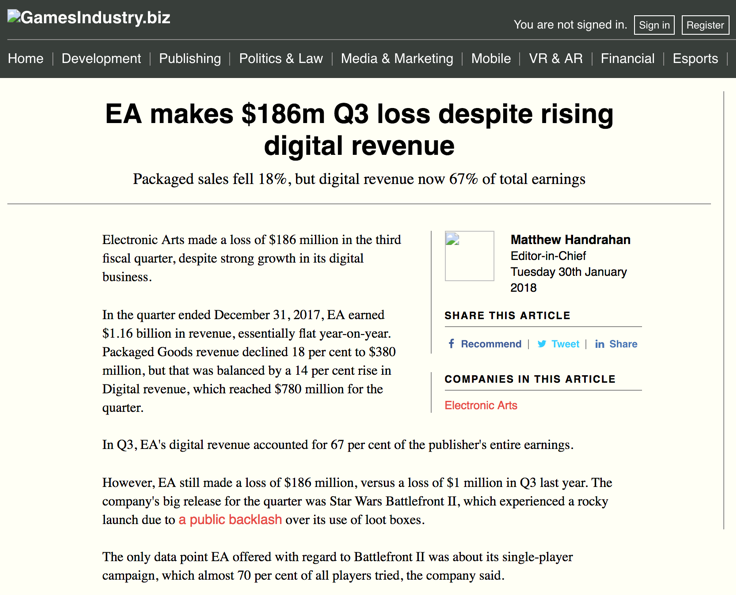 GamesIndustry.biz
You are not signed in. Sign in Register
Home | Development | Publishing | Politics & Law | Media & Marketing | Mobile | VR & AR | Financial | Esports |
EA makes $186m Q3 loss despite rising
digital revenue
Packaged sales fell 18%, but digital revenue now 67% of total earnings
Electronic Arts made a loss of $186 million in the third
fiscal quarter, despite strong growth in its digital
business.
In the quarter ended December 31, 2017, EA earned
$1.16 billion in revenue, essentially flat year-on-year.
Packaged Goods revenue declined 18 per cent to $380
million, but that was balanced by a 14 per cent rise in
Digital revenue, which reached $780 million for the
quarter.
Matthew Handrahan
Editor-in-Chief
Tuesday 30th January
2018
SHARE THIS ARTICLE
Recommend | Tweet | Share
COMPANIES IN THIS ARTICLE
Electronic Arts
In Q3, EA's digital revenue accounted for 67 per cent of the publisher's entire earnings.
However, EA still made a loss of $186 million, versus a loss of $1 million in Q3 last year. The
company's big release for the quarter was Star Wars Battlefront II, which experienced a rocky
launch due to a public backlash over its use of loot boxes.
The only data point EA offered with regard to Battlefront II was about its single-player
campaign, which almost 70 per cent of all players tried, the company said.